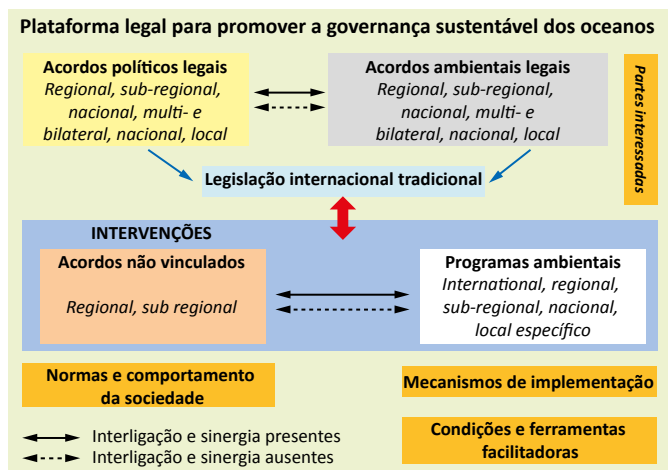 Plataforma legal para promover a governança sustentável dos oceanos
Acordos políticos legais
Regional, sub-regional,
nacional, multi- e
bilateral, nacional, local
Acordos ambientais legais
Regional, sub-regional,
nacional, multi- e
bilateral, nacional, local
Partes interessadas
Legislação internacional tradicional
INTERVENÇÕES
Acordos não vinculados
Regional, sub regional
Programas ambientais
International, regional,
sub-regional, nacional,
local específico
Normas e comportamento
da sociedade
Mecanismos de implementação
Condições e ferramentas
facilitadoras
Interligação e sinergia presentes
Interligação e sinergia ausentes